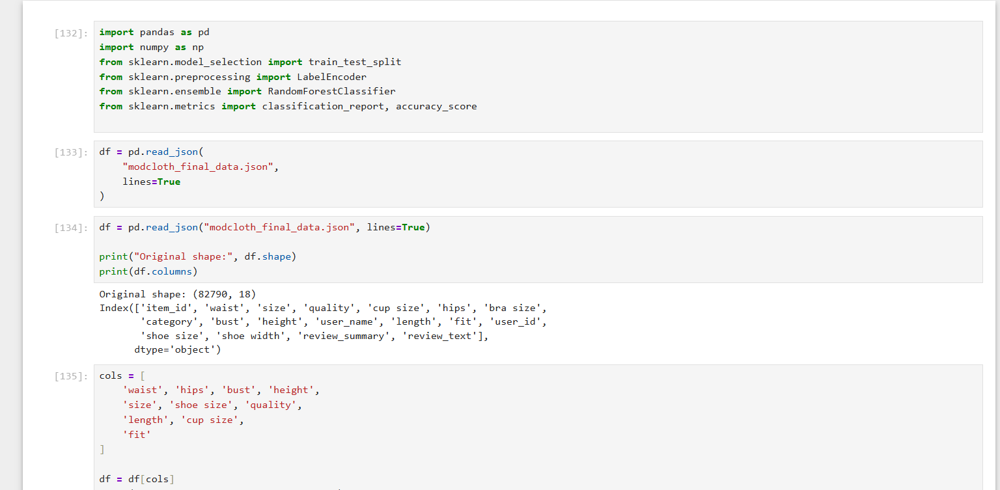 [132]:
import pandas as pd
import numpy as np
from sklearn.model_selection import train_test_split
from sklearn.preprocessing import LabelEncoder
from sklearn.ensemble import RandomForestClassifier
from sklearn.metrics import classification_report, accuracy_score
[133]:
df = pd.read_json(
    "modcloth_final_data.json",
    lines=True
)
[134]:
df = pd.read_json("modcloth_final_data.json", lines=True)
print("Original shape:", df.shape)
print(df.columns)
Original shape: (82790, 18)
Index(['item_id', 'waist', 'size', 'quality', 'cup size', 'hips', 'bra size',
       'category', 'bust', 'height', 'user_name', 'length', 'fit', 'user_id',
       'shoe size', 'shoe width', 'review_summary', 'review_text'],
      dtype='object')
[135]:
cols = [
    'waist', 'hips', 'bust', 'height',
    'size', 'shoe size', 'quality',
    'length', 'cup size',
    'fit'
]
df = df[cols]